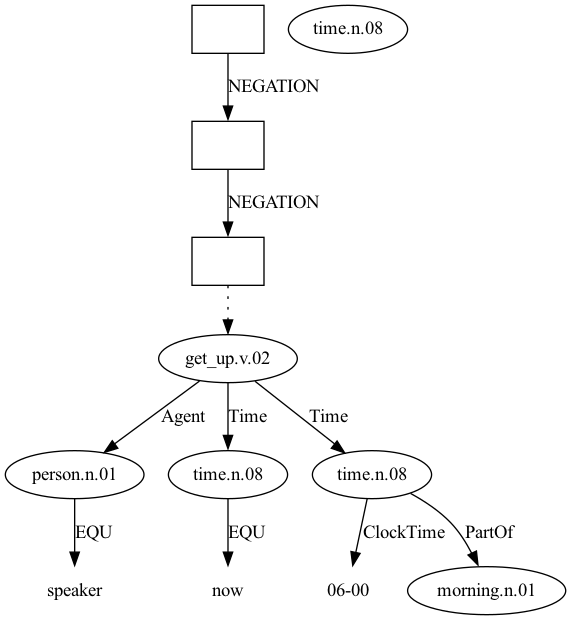 time.n.08
NEGATION
NEGATION
get_up.v.02
Agent Time Time
person.n.01 time.n.08 time.n.08
EQU EQU ClockTime PartOf
speaker now 06-00 morning.n.01